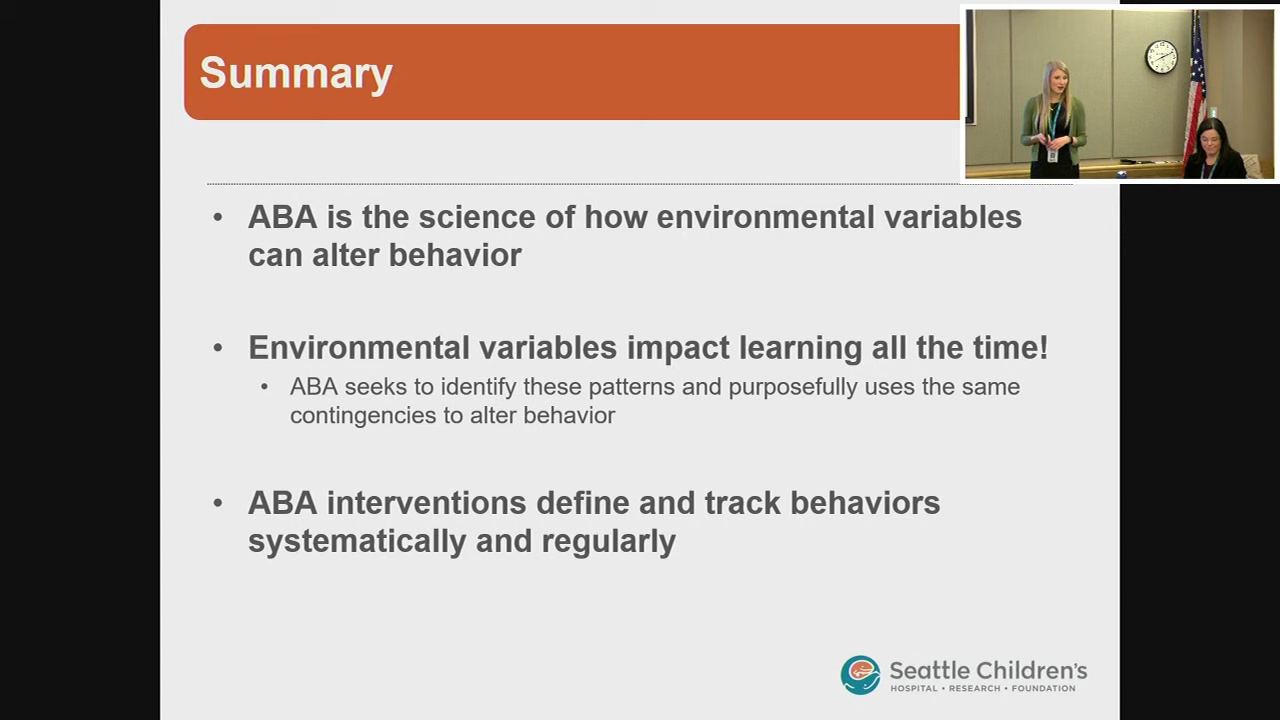 Summary
• ABA is the science of how environmental variables
can alter behavior
• Environmental variables impact learning all the time!
• ABA seeks to identify these patterns and purposefully uses the same
contingencies to alter behavior
• ABA interventions define and track behaviors
systematically and regularly
Seattle Children's
HOSPITAL • RESEARCH • FOUNDATION